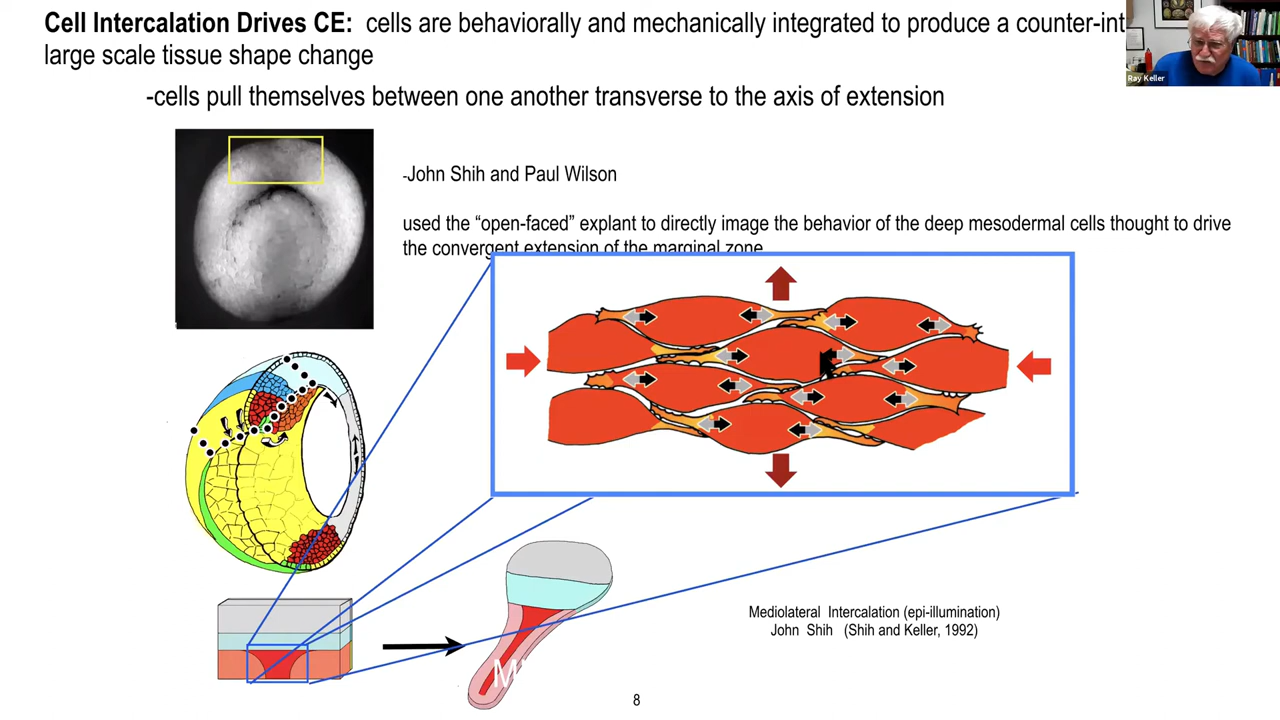 Cell Intercalation Drives CE: cells are behaviorally and mechanically integrated to produce a
large scale tissue shape change
-cells pull themselves between one another transverse to the axis of extension
Ray Keller
-John Shih and Paul Wilson
used the “open-faced” explant to directly image the behavior of the deep mesodermal cells thought to drive
the convergent extension of the marginal zone
Mediolateral Intercalation (epi-illumination)
John Shih (Shih and Keller, 1992)
8